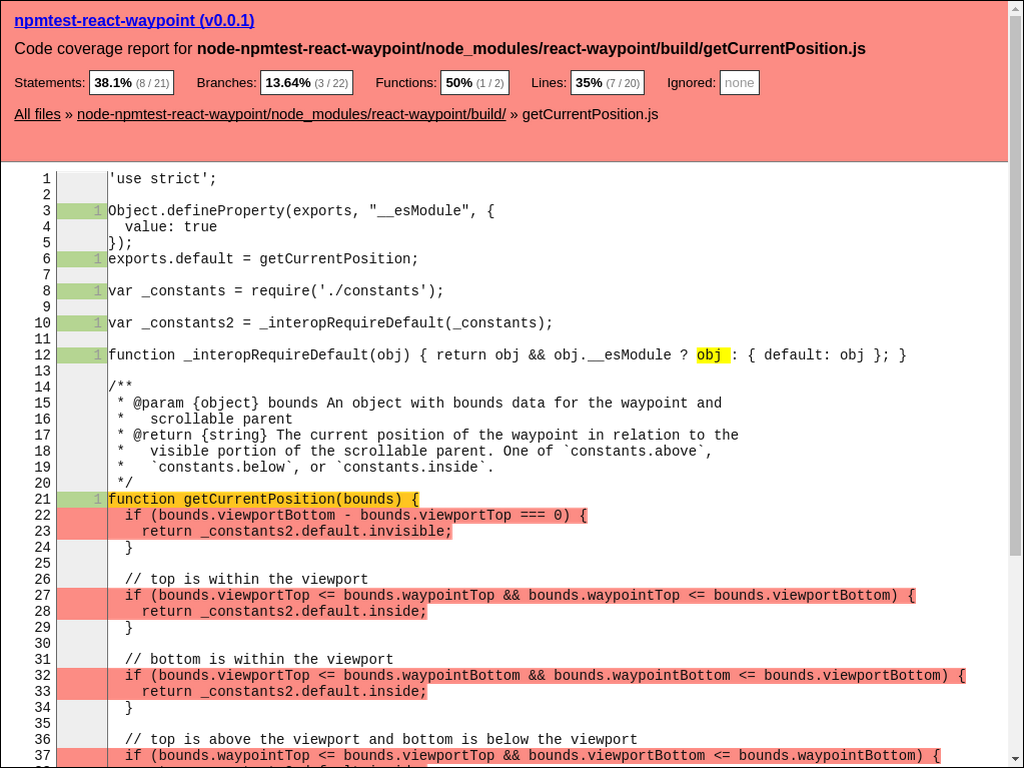 npmtest-react-waypoint (v0.0.1)
Code coverage report for node-npmtest-react-waypoint/node_modules/react-waypoint/build/getCurrentPosition.js
Statements: 38.1% (8 / 21) Branches: 13.64% (3 / 22) Functions: 50% (1 / 2) Lines: 35% (7 / 20) Ignored: none
All files » node-npmtest-react-waypoint/node_modules/react-waypoint/build/ » getCurrentPosition.js
1 'use strict';
2
3 1 Object.defineProperty(exports, "__esModule", {
4   value: true
5 });
6 1 exports.default = getCurrentPosition;
7
8 1 var _constants = require('./constants');
9
10 1 var _constants2 = _interopRequireDefault(_constants);
11
12 1 function _interopRequireDefault(obj) { return obj && obj.__esModule ? obj : { default: obj }; }
13
14 /**
15  * @param {object} bounds An object with bounds data for the waypoint and
16  *   scrollable parent
17  * @return {string} The current position of the waypoint in relation to the
18  *   visible portion of the scrollable parent. One of `constants.above`,
19  *   `constants.below`, or `constants.inside`.
20  */
21 1 function getCurrentPosition(bounds) {
22   if (bounds.viewportBottom - bounds.viewportTop === 0) {
23     return _constants2.default.invisible;
24   }
25
26   // top is within the viewport
27   if (bounds.viewportTop <= bounds.waypointTop && bounds.waypointTop <= bounds.viewportBottom) {
28     return _constants2.default.inside;
29   }
30
31   // bottom is within the viewport
32   if (bounds.viewportTop <= bounds.waypointBottom && bounds.waypointBottom <= bounds.viewportBottom) {
33     return _constants2.default.inside;
34   }
35
36   // top is above the viewport and bottom is below the viewport
37   if (bounds.waypointTop <= bounds.viewportTop && bounds.viewportBottom <= bounds.waypointBottom) {